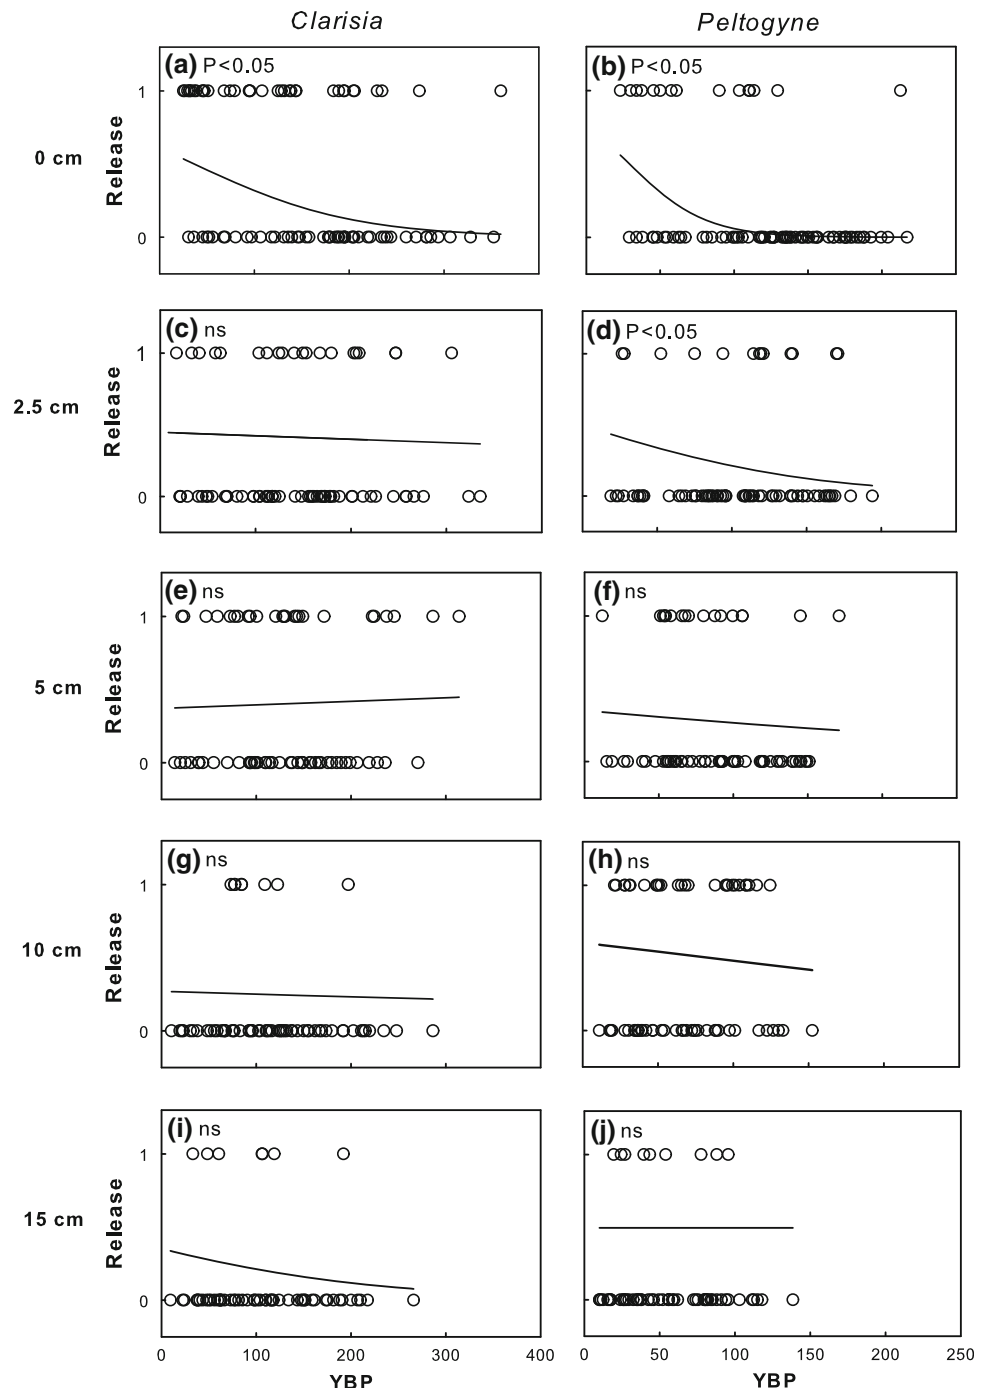 Clarisia Peltogyne
(a) P<0.05 (b) P<0.05
0 cm Release 1 0
(c) ns (d) P<0.05
2.5 cm Release 1 0
(e) ns (f) ns
5 cm Release 1 0
(g) ns (h) ns
10 cm Release 1 0
(i) ns (j) ns
15 cm Release 1 0
0 100 200 300 400 0 50 100 150 200 250
YBP YBP